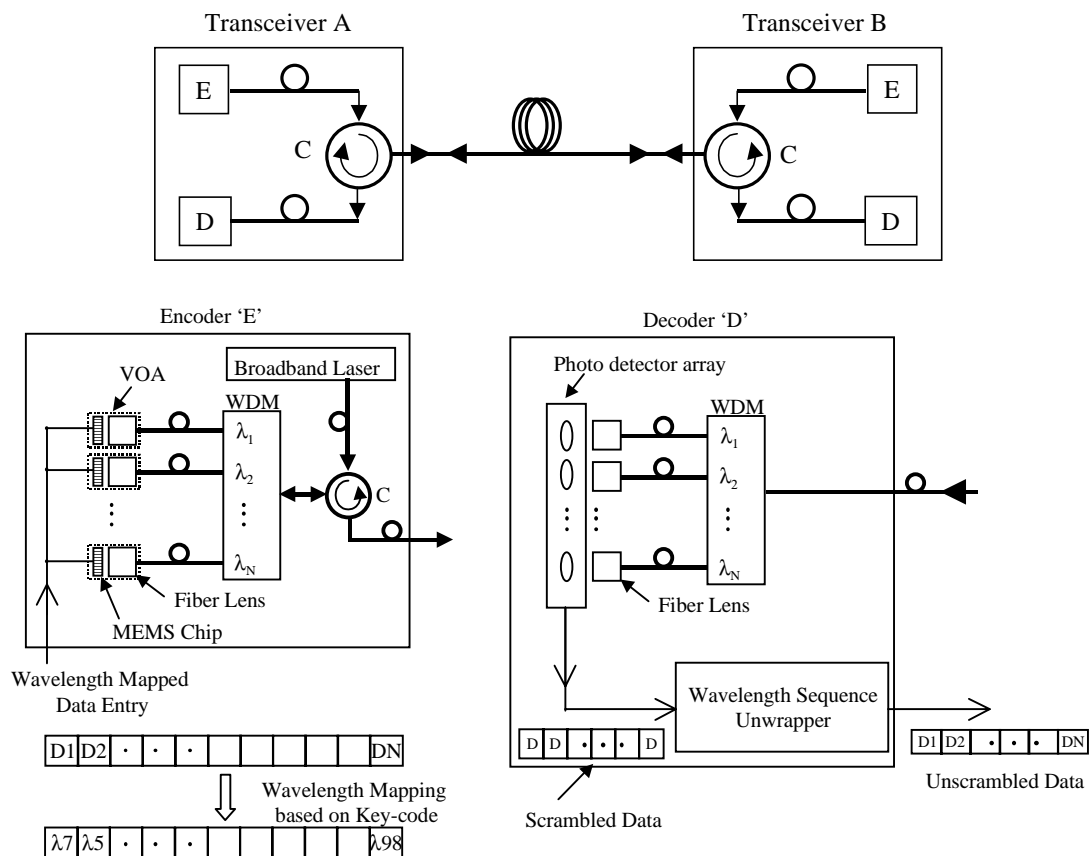 Transceiver A
Transceiver B
E
E
C
C
D
D
Encoder ‘E’
Decoder ‘D’
Broadband Laser
Photo detector array
VOA
WDM
WDM
λ1
λ1
λ2
λ2
C
λN
λN
Fiber Lens
Fiber Lens
MEMS Chip
Wavelength Mapped
Data Entry
Wavelength Sequence
Unwrapper
D1 D2 · · · DN
D D · · · D
D1 D2 · · · DN
Unscrambled Data
Wavelength Mapping
based on Key-code
Scrambled Data
λ7 λ5 · · · λ98